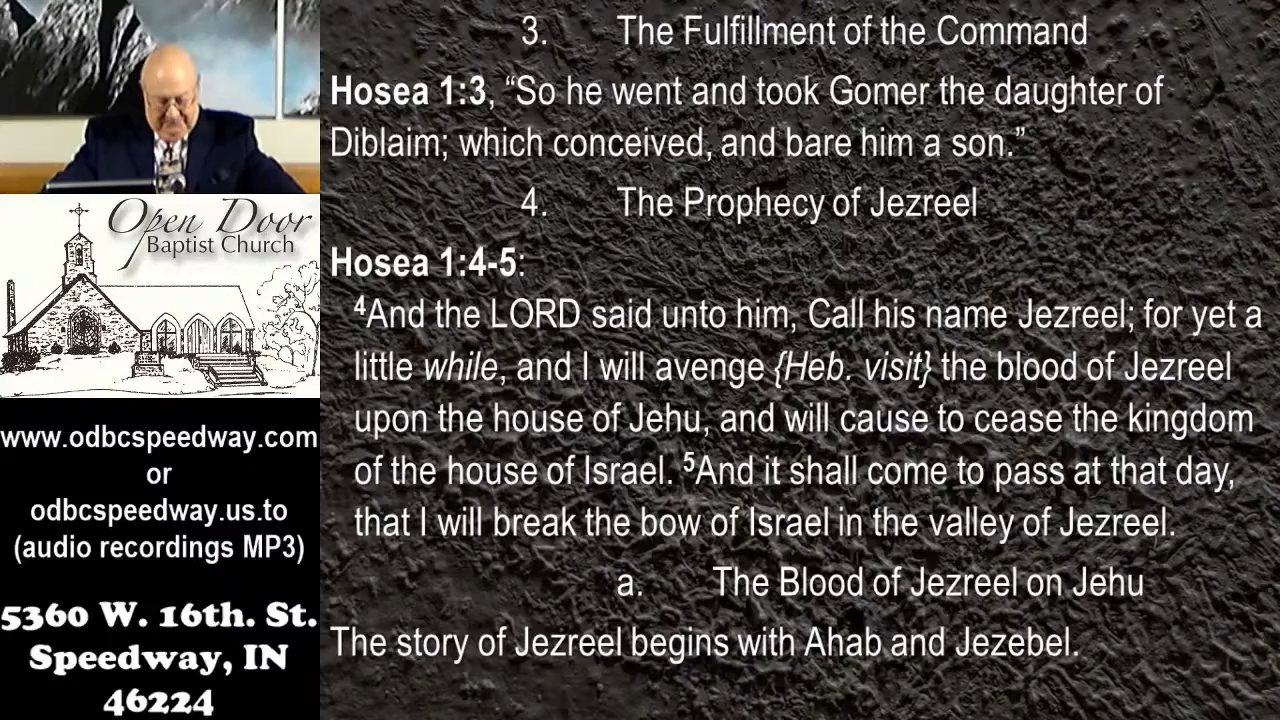 Open Door
Baptist Church
www.odbcspeedway.com
or
odbcspeedway.us.to
(audio recordings MP3)
5360 W. 16th. St.
Speedway, IN
46224
3. The Fulfillment of the Command
Hosea 1:3, “So he went and took Gomer the daughter of
Diblaim; which conceived, and bare him a son.”
4. The Prophecy of Jezreel
Hosea 1:4-5:
4And the LORD said unto him, Call his name Jezreel; for yet a
little while, and I will avenge {Heb. visit} the blood of Jezreel
upon the house of Jehu, and will cause to cease the kingdom
of the house of Israel. 5And it shall come to pass at that day,
that I will break the bow of Israel in the valley of Jezreel.
a. The Blood of Jezreel on Jehu
The story of Jezreel begins with Ahab and Jezebel.